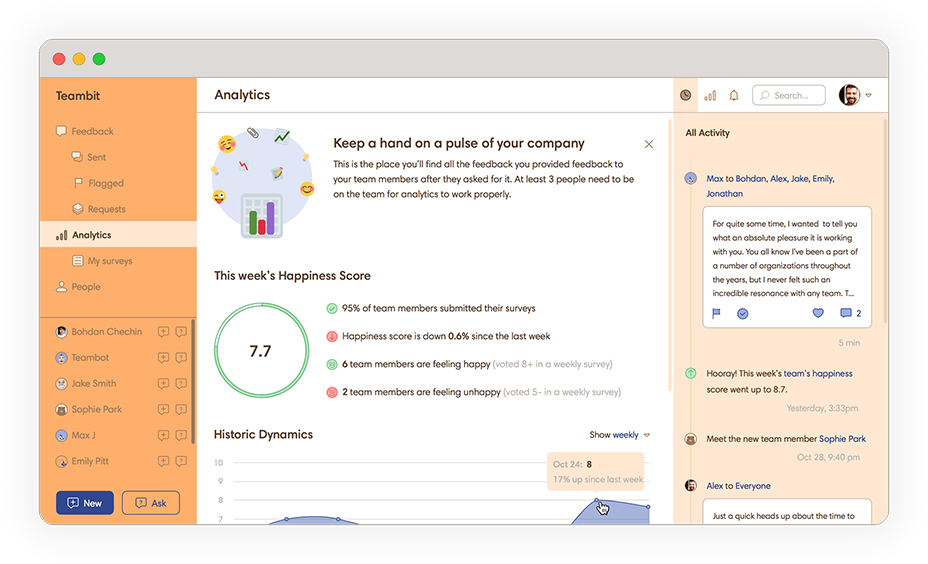 Teambit
Feedback
Sent
Flagged
Requests
Analytics
My surveys
People
Bohdan Chechin
Teambot
Jake Smith
Sophie Park
Max J
Emily Pitt
New
Ask
Analytics
Search...
Keep a hand on a pulse of your company
This is the place you'll find all the feedback you provided feedback to
your team members after they asked for it. At least 3 people need to be
on the team for analytics to work properly.
This week's Happiness Score
7.7
95% of team members submitted their surveys
Happiness score is down 0.6% since the last week
6 team members are feeling happy (voted 8+ in a weekly survey)
2 team members are feeling unhappy (voted 5- in a weekly survey)
Historic Dynamics
Show weekly
10
9
8
7
Oct 24: 8
17% up since last week
All Activity
Max to Bohdan, Alex, Jake, Emily,
Jonathan
For quite some time, I wanted to tell you
what an absolute pleasure it is working
with you. You all know I've been a part of
a number of organizations throughout
the years, but I never felt such an
incredible resonance with any team. T...
2
5 min
Hooray! This week's team's happiness
score went up to 8.7.
Yesterday, 3:33pm
Meet the new team member Sophie Park
Oct 28, 9:40 pm
Alex to Everyone
Just a quick heads up about the time to